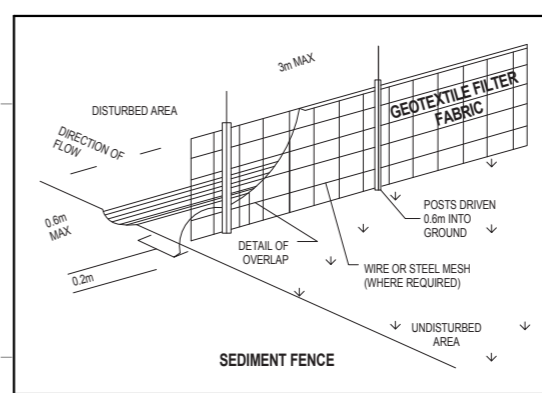 3m MAX
DISTURBED AREA
GEOTEXTILE FILTER
FABRIC
DIRECTION OF
FLOW
0.6m
MAX
0.2m
DETAIL OF
OVERLAP
POSTS DRIVEN
0.6m INTO
GROUND
WIRE OR STEEL MESH
(WHERE REQUIRED)
UNDISTURBED
AREA
SEDIMENT FENCE